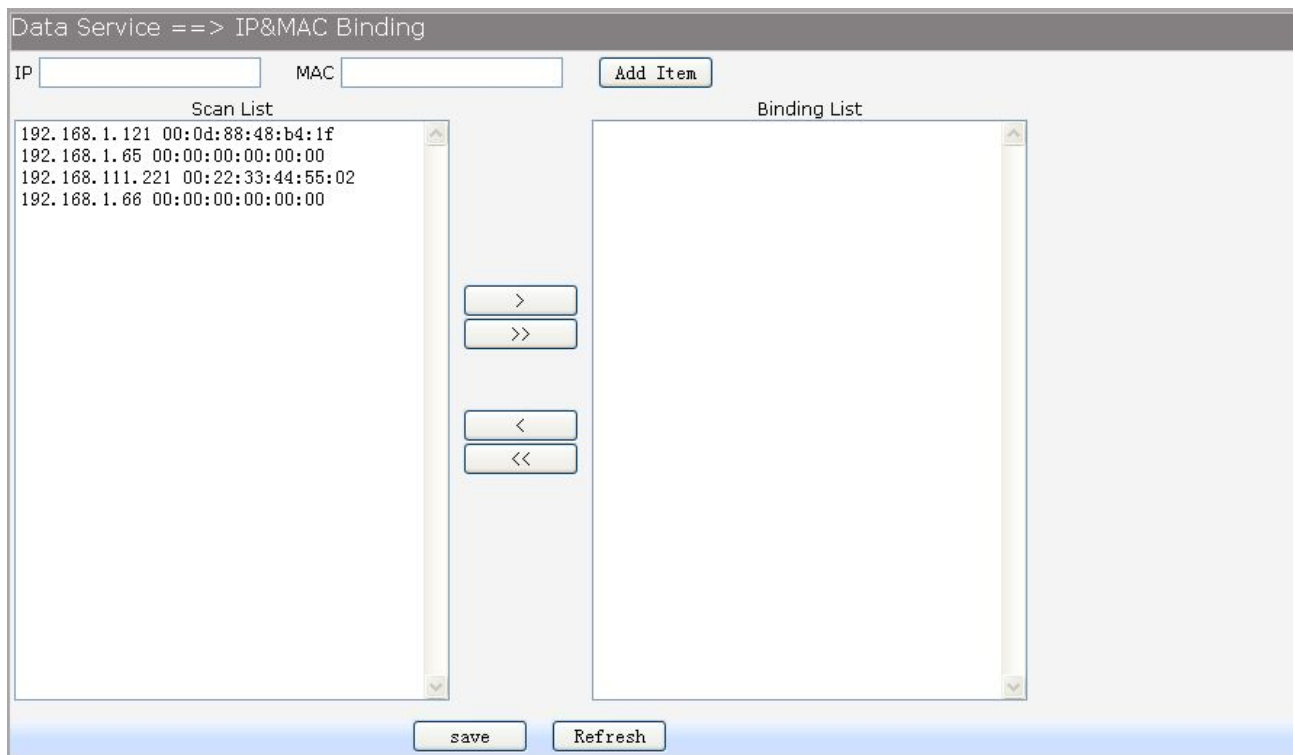 Data Service ==> IP&MAC Binding
IP MAC Add Item
Scan List Binding List
192.168.1.121 00:0d:88:48:b4:1f
192.168.1.65 00:00:00:00:00:00
192.168.111.221 00:22:33:44:55:02
192.168.1.66 00:00:00:00:00:00
>
>>
<
<<
save Refresh